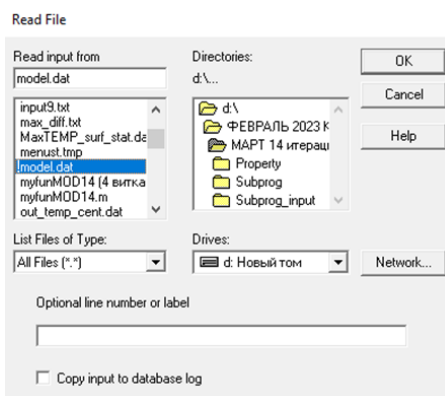 Read File
Read input from
model.dat
input9.txt
max_diff.txt
MaxTEMP_surf_stat.da
menust.tmp
!model.dat
myfunMOD14 (4 витка
myfunMOD14.m
out_temp_cent.dat
List Files of Type:
All Files (*.*)
Directories:
d:\...
d:\
ФЕВРАЛЬ 2023 К
МАРТ 14 итерац
Property
Subprog
Subprog_input
Drives:
d: Новый том
OK
Cancel
Help
Network...
Optional line number or label
Copy input to database log